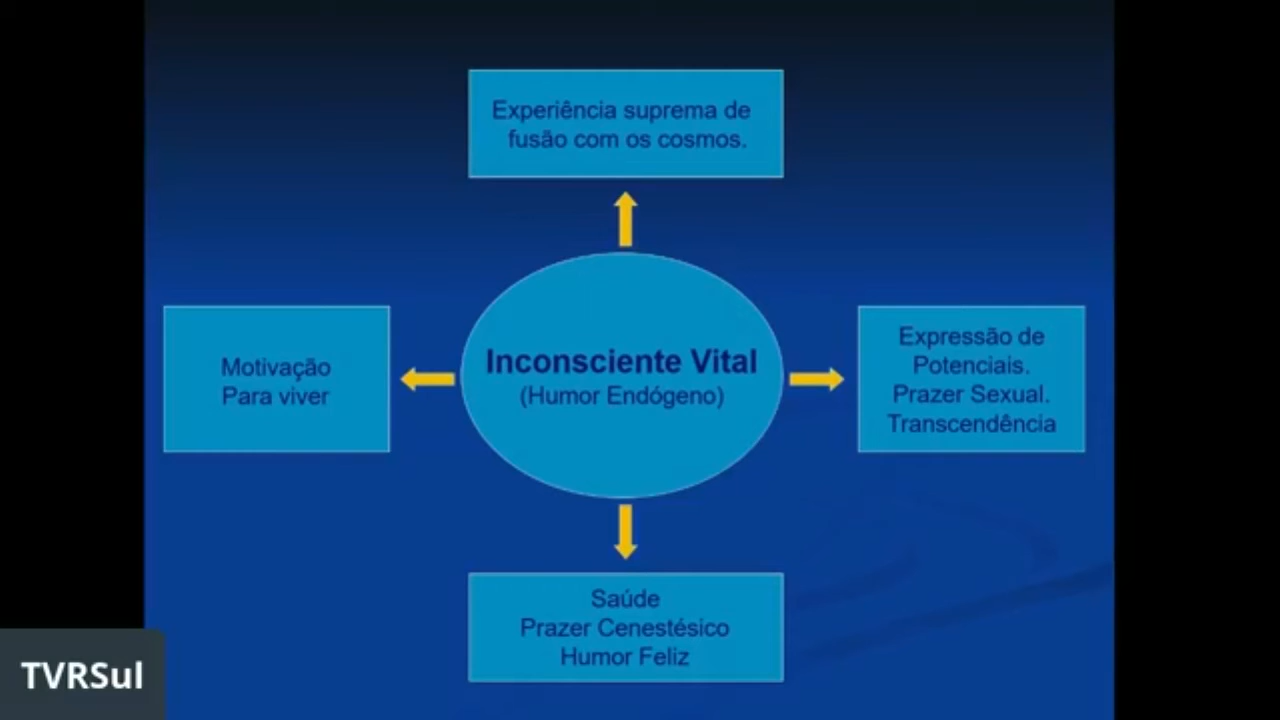 Experiência suprema de
fusão com os cosmos.
Motivação
Para viver
Inconsciente Vital
(Humor Endógeno)
Expressão de
Potenciais.
Prazer Sexual.
Transcendência
Saúde
Prazer Cenestésico
Humor Feliz
TVRSul